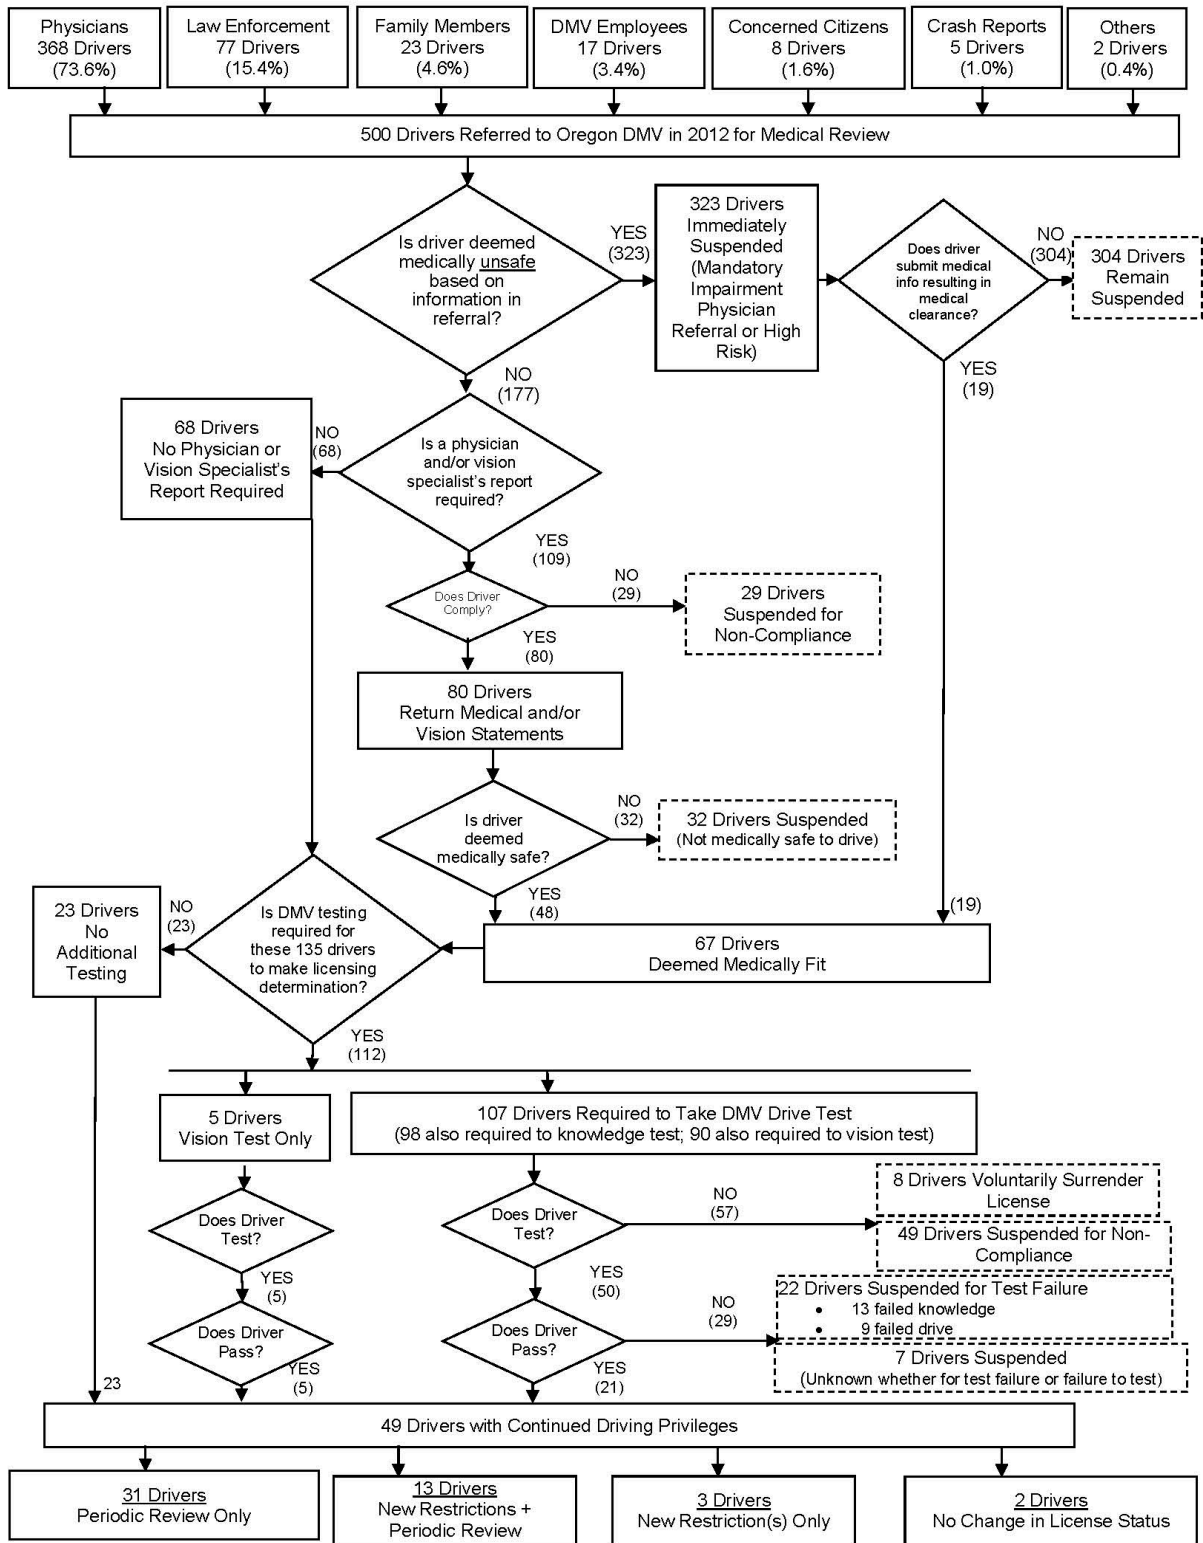 Physicians
368 Drivers
(73.6%)
Law Enforcement
77 Drivers
(15.4%)
Family Members
23 Drivers
(4.6%)
DMV Employees
17 Drivers
(3.4%)
Concerned Citizens
8 Drivers
(1.6%)
Crash Reports
5 Drivers
(1.0%)
Others
2 Drivers
(0.4%)
500 Drivers Referred to Oregon DMV in 2012 for Medical Review
Is driver deemed
medically unsafe
based on
information in
referral?
YES
(323)
323 Drivers
Immediately
Suspended
(Mandatory
Impairment
Physician
Referral or High
Risk)
Does driver
submit medical
info resulting in
medical
clearance?
NO
(304)
304 Drivers
Remain
Suspended
YES
(19)
NO
(177)
68 Drivers
No Physician or
Vision Specialist's
Report Required
NO
(68)
Is a physician
and/or vision
specialist's report
required?
YES
(109)
Does Driver
Comply?
NO
(29)
29 Drivers
Suspended for
Non-Compliance
YES
(80)
80 Drivers
Return Medical and/or
Vision Statements
Is driver
deemed
medically safe?
NO
(32)
32 Drivers Suspended
(Not medically safe to drive)
YES
(48)
(19)
67 Drivers
Deemed Medically Fit
23 Drivers
No
Additional
Testing
NO
(23)
Is DMV testing
required for
these 135 drivers
to make licensing
determination?
YES
(112)
5 Drivers
Vision Test Only
107 Drivers Required to Take DMV Drive Test
(98 also required to knowledge test; 90 also required to vision test)
Does Driver
Test?
Does Driver
Test?
NO
(57)
8 Drivers Voluntarily Surrender
License
49 Drivers Suspended for Non-
Compliance
YES
(5)
YES
(50)
Does Driver
Pass?
Does Driver
Pass?
NO
(29)
22 Drivers Suspended for Test Failure
• 13 failed knowledge
• 9 failed drive
7 Drivers Suspended
(Unknown whether for test failure or failure to test)
23
YES
(5)
YES
(21)
49 Drivers with Continued Driving Privileges
31 Drivers
Periodic Review Only
13 Drivers
New Restrictions +
Periodic Review
3 Drivers
New Restriction(s) Only
2 Drivers
No Change in License Status